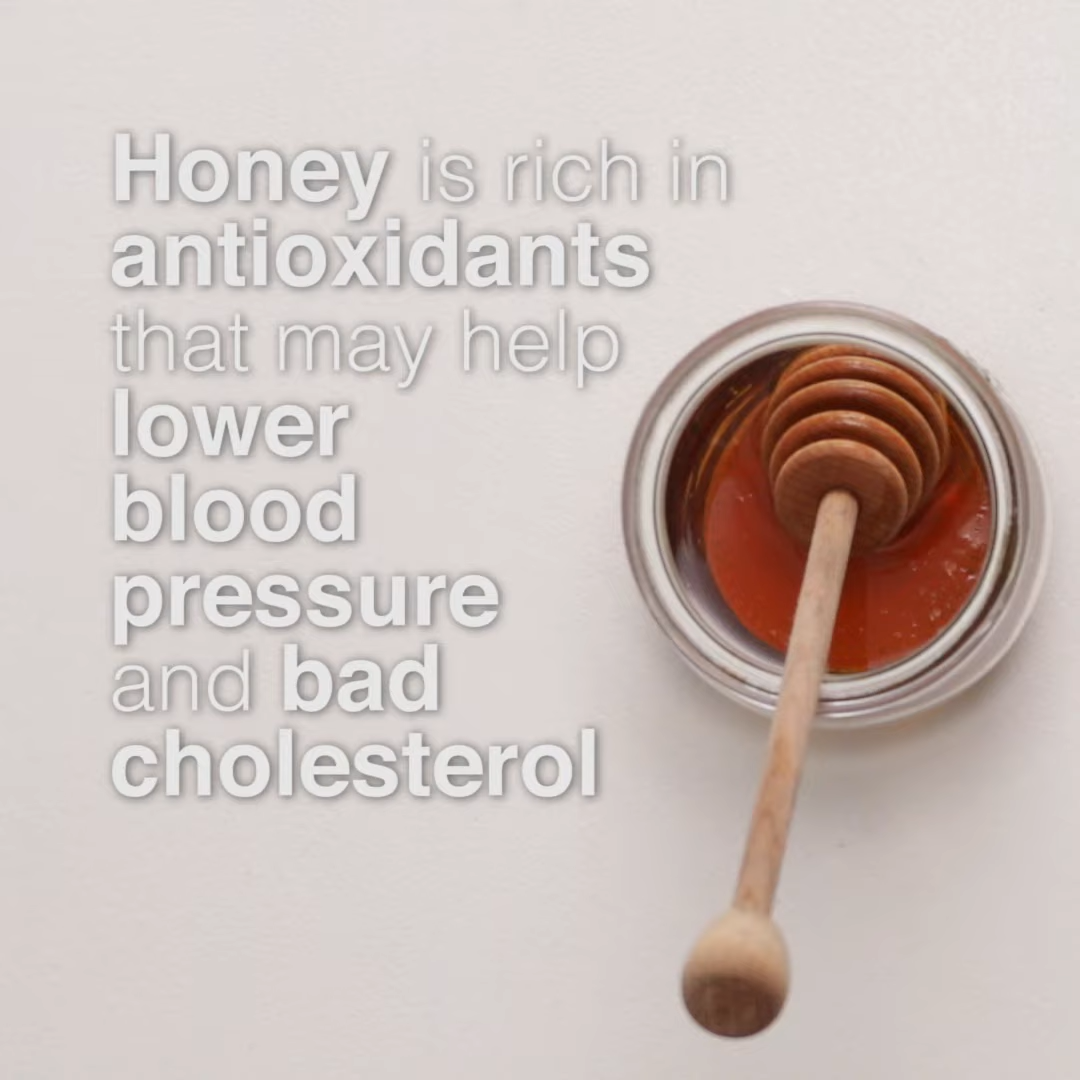 Honey is rich in
antioxidants
that may help
lower
blood
pressure
and bad
cholesterol